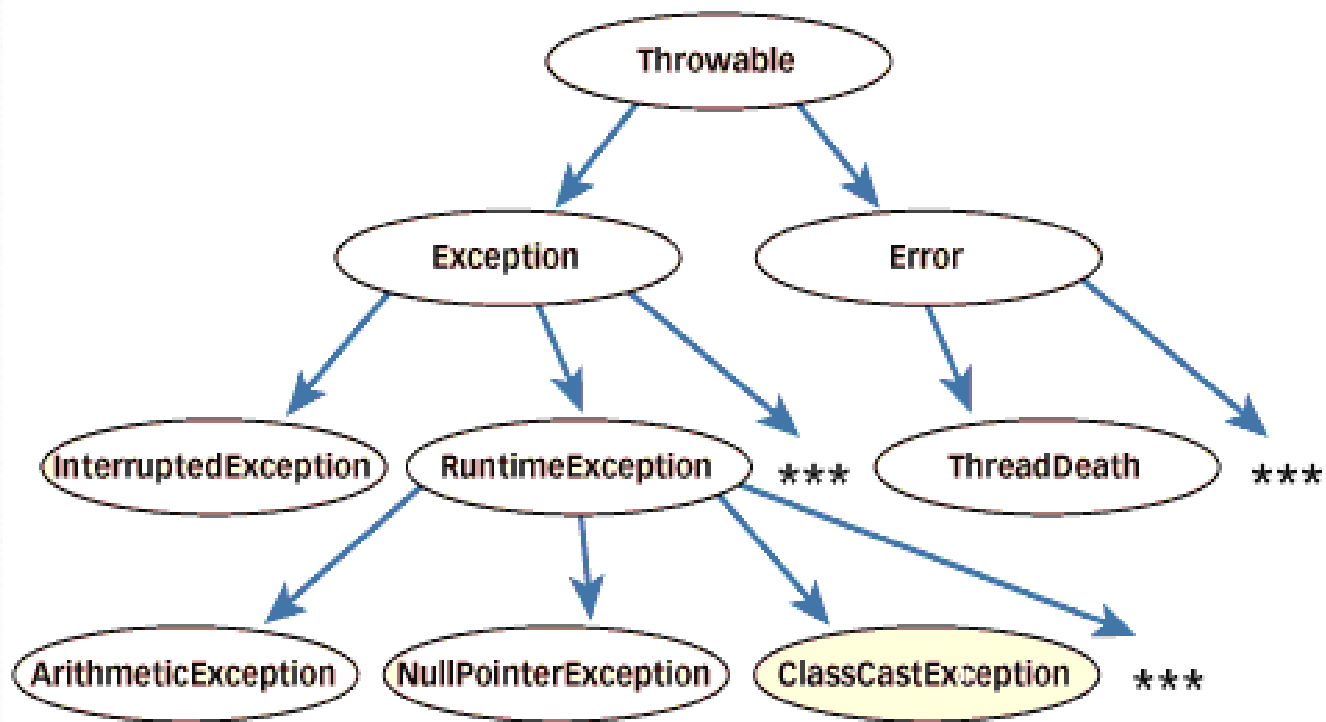 Throwable
Exception Error
InterruptedException RuntimeException *** ThreadDeath ***
ArithmeticException NullPointerException ClassCastException ***